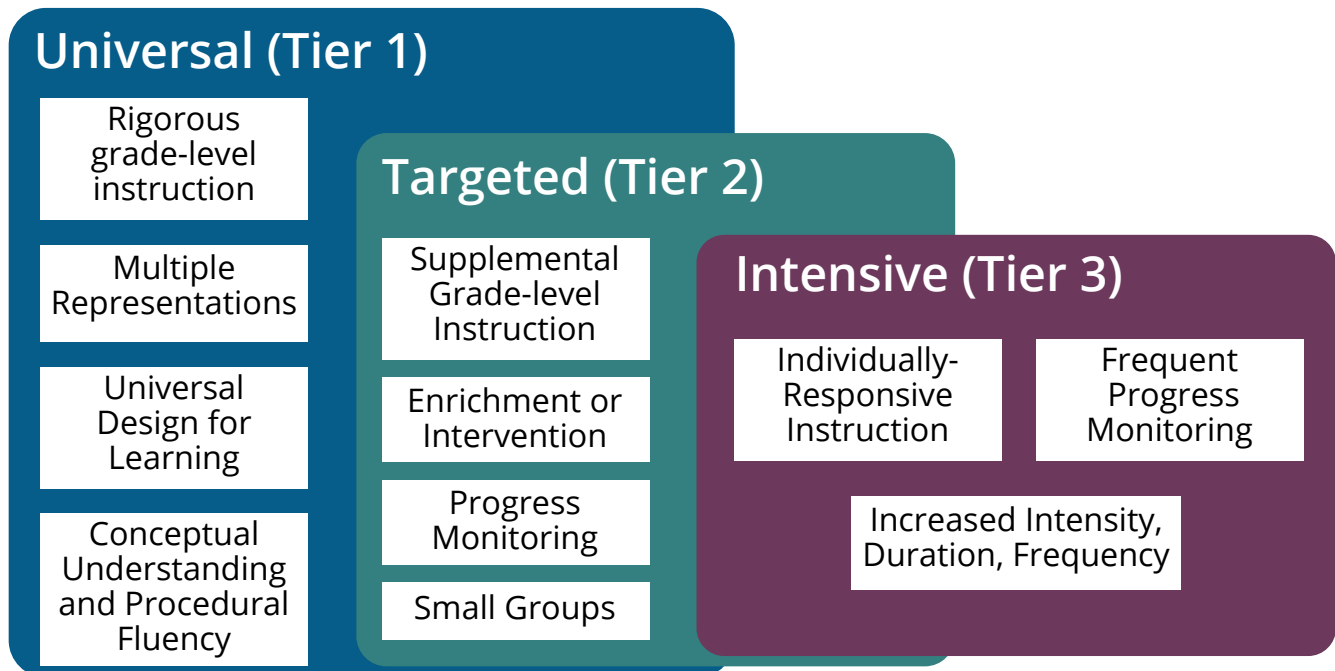 Universal (Tier 1)
Rigorous
grade-level
instruction
Multiple
Representations
Universal
Design for
Learning
Conceptual
Understanding
and Procedural
Fluency
Targeted (Tier 2)
Supplemental
Grade-level
Instruction
Enrichment or
Intervention
Progress
Monitoring
Small Groups
Intensive (Tier 3)
Individually-
Responsive
Instruction
Frequent
Progress
Monitoring
Increased Intensity,
Duration, Frequency